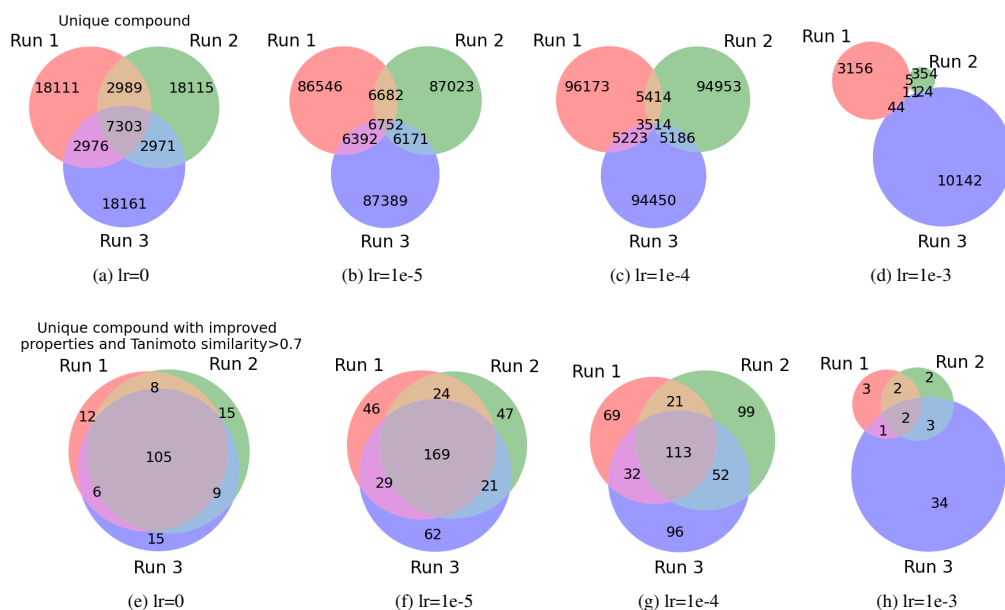 Unique compound
Run 1
Run 2
18111
2989
18115
7303
2976
2971
18161
Run 3
(a) lr=0
Run 1
Run 2
86546
6682
87023
6752
6392
6171
87389
Run 3
(b) lr=1e-5
Run 1
Run 2
96173
5414
94953
3514
5223
5186
94450
Run 3
(c) lr=1e-4
Run 1
Run 2
3156
5
354
11
24
44
10142
Run 3
(d) lr=1e-3
Unique compound with improved
properties and Tanimoto similarity>0.7
Run 1
Run 2
8
12
15
105
6
9
15
Run 3
(e) lr=0
Run 1
Run 2
24
46
47
169
29
21
62
Run 3
(f) lr=1e-5
Run 1
Run 2
21
69
99
113
32
52
96
Run 3
(g) lr=1e-4
Run 1
Run 2
3
2
2
2
1
3
34
Run 3
(h) lr=1e-3